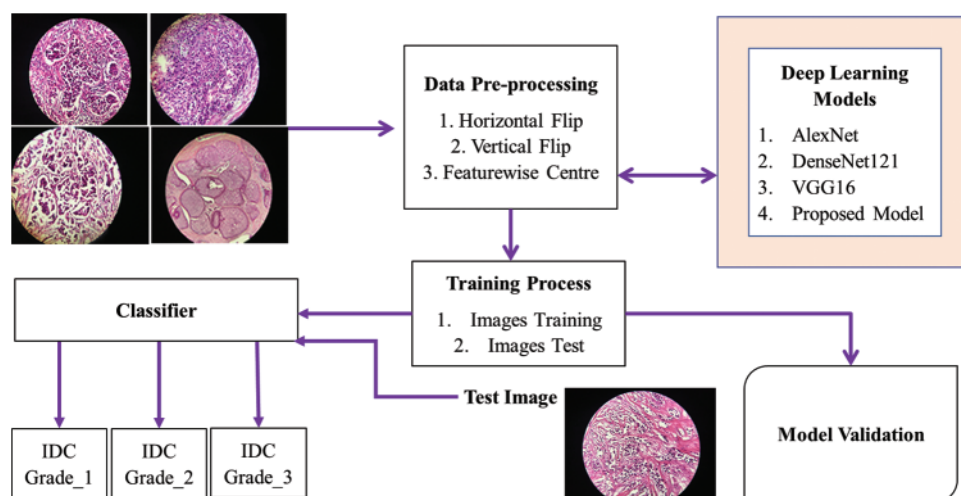 Data Pre-processing
1. Horizontal Flip
2. Vertical Flip
3. Featurewise Centre
Deep Learning
Models
1. AlexNet
2. DenseNet121
3. VGG16
4. Proposed Model
Training Process
1. Images Training
2. Images Test
Classifier
Test Image
IDC
Grade_1
IDC
Grade_2
IDC
Grade_3
Model Validation